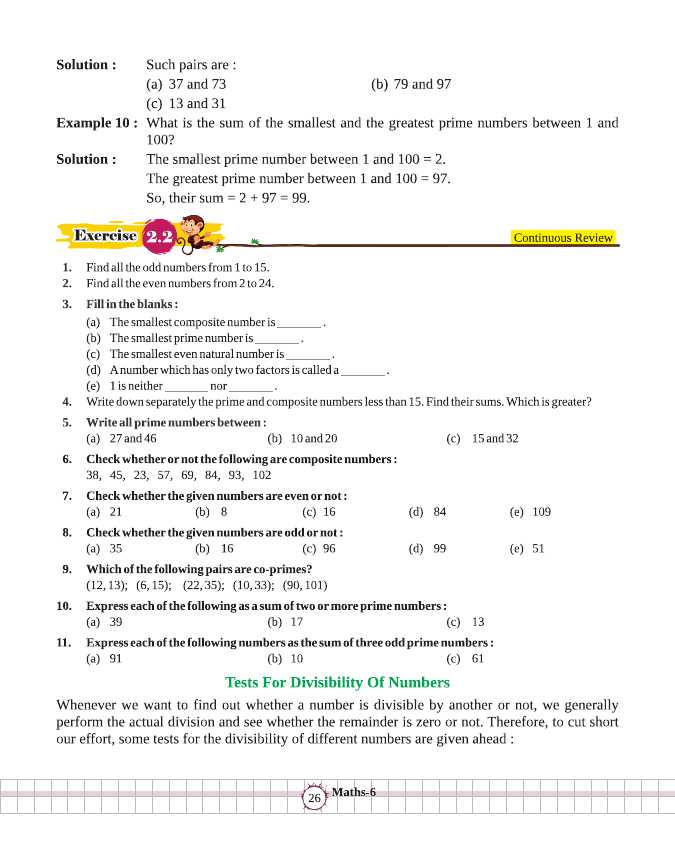 Solution : Such pairs are :
(a) 37 and 73 (b) 79 and 97
(c) 13 and 31
Example 10 : What is the sum of the smallest and the greatest prime numbers between 1 and
100?
Solution : The smallest prime number between 1 and 100 = 2.
The greatest prime number between 1 and 100 = 97.
So, their sum = 2 + 97 = 99.
Exercise 2.2
Continuous Review
1. Find all the odd numbers from 1 to 15.
2. Find all the even numbers from 2 to 24.
3. Fill in the blanks :
(a) The smallest composite number is _______ .
(b) The smallest prime number is _______ .
(c) The smallest even natural number is _______ .
(d) A number which has only two factors is called a _______ .
(e) 1 is neither _______ nor _______ .
4. Write down separately the prime and composite numbers less than 15. Find their sums. Which is greater?
5. Write all prime numbers between :
(a) 27 and 46 (b) 10 and 20 (c) 15 and 32
6. Check whether or not the following are composite numbers :
38, 45, 23, 57, 69, 84, 93, 102
7. Check whether the given numbers are even or not :
(a) 21 (b) 8 (c) 16 (d) 84 (e) 109
8. Check whether the given numbers are odd or not :
(a) 35 (b) 16 (c) 96 (d) 99 (e) 51
9. Which of the following pairs are co-primes?
(12, 13); (6, 15); (22, 35); (10, 33); (90, 101)
10. Express each of the following as a sum of two or more prime numbers :
(a) 39 (b) 17 (c) 13
11. Express each of the following numbers as the sum of three odd prime numbers :
(a) 91 (b) 10 (c) 61
Tests For Divisibility Of Numbers
Whenever we want to find out whether a number is divisible by another or not, we generally
perform the actual division and see whether the remainder is zero or not. Therefore, to cut short
our effort, some tests for the divisibility of different numbers are given ahead :
26 Maths-6